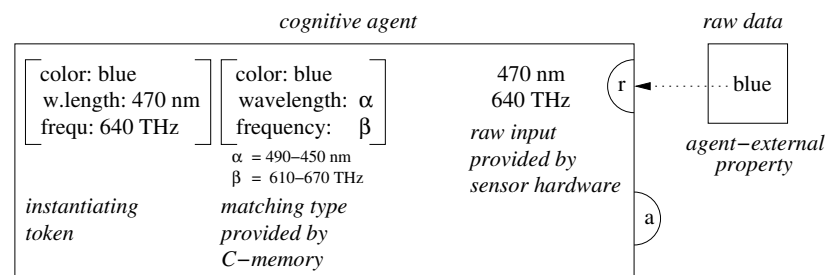 cognitive agent
raw data
color: blue
w.length: 470 nm
frequ: 640 THz
color: blue
wavelength: α
frequency: β
α = 490−450 nm
β = 610−670 THz
470 nm
640 THz
r
blue
raw input
provided by
sensor hardware
agent−external
property
instantiating
token
matching type
provided by
C−memory
a